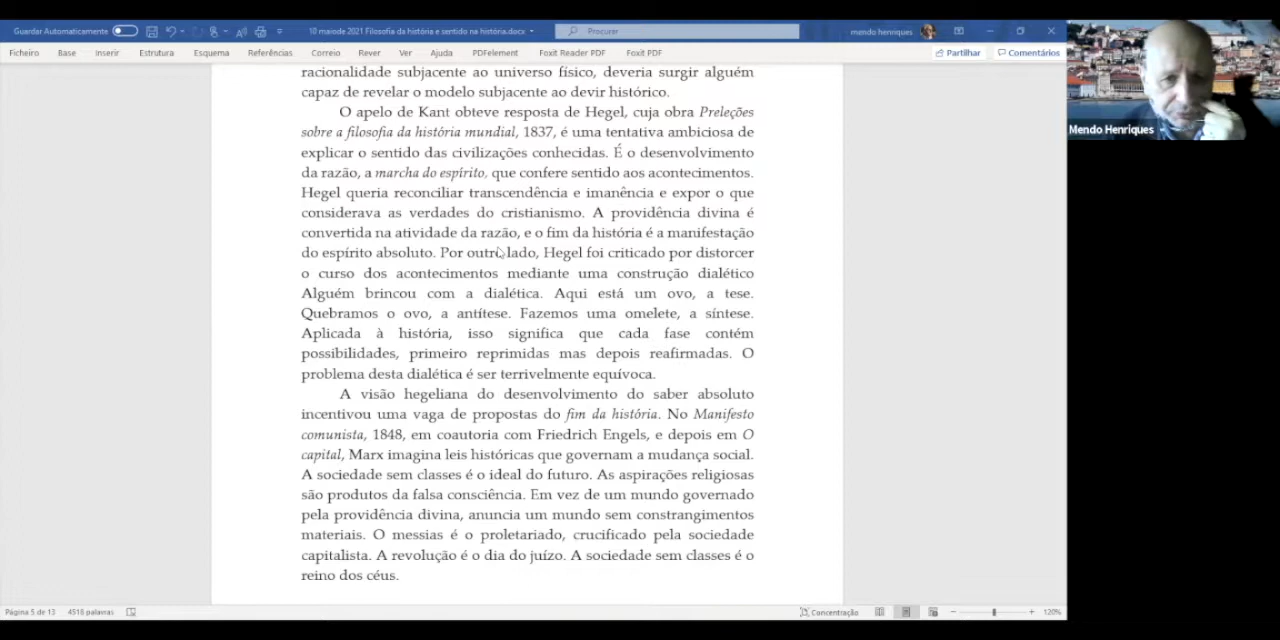 Guardar Automaticamente
10 maiode 2021 Filosofia da história e sentido na história.docx
Procurar
mendo henriques
Ficheiro Base Inserir Estrutura Esquema Referências Correio Rever Ver Ajuda PDFelement Foxit Reader PDF Foxit PDF Partilhar Comentários
racionalidade subjacente ao universo físico, deveria surgir alguém
capaz de revelar o modelo subjacente ao devir histórico.
O apelo de Kant obteve resposta de Hegel, cuja obra Preleções
sobre a filosofia da história mundial, 1837, é uma tentativa ambiciosa de
explicar o sentido das civilizações conhecidas. É o desenvolvimento
da razão, a marcha do espírito, que confere sentido aos acontecimentos.
Hegel queria reconciliar transcendência e imanência e expor o que
considerava as verdades do cristianismo. A providência divina é
convertida na atividade da razão, e o fim da história é a manifestação
do espírito absoluto. Por outro lado, Hegel foi criticado por distorcer
o curso dos acontecimentos mediante uma construção dialético
Alguém brincou com a dialética. Aqui está um ovo, a tese.
Quebramos o ovo, a antítese. Fazemos uma omelete, a síntese.
Aplicada à história, isso significa que cada fase contém
possibilidades, primeiro reprimidas mas depois reafirmadas. O
problema desta dialética é ser terrivelmente equívoca.
A visão hegeliana do desenvolvimento do saber absoluto
incentivou uma vaga de propostas do fim da história. No Manifesto
comunista, 1848, em coautoria com Friedrich Engels, e depois em O
capital, Marx imagina leis históricas que governam a mudança social.
A sociedade sem classes é o ideal do futuro. As aspirações religiosas
são produtos da falsa consciência. Em vez de um mundo governado
pela providência divina, anuncia um mundo sem constrangimentos
materiais. O messias é o proletariado, crucificado pela sociedade
capitalista. A revolução é o dia do juízo. A sociedade sem classes é o
reino dos céus.
Página 5 de 13 4518 palavras Concentração 120%
Mendo Henriques